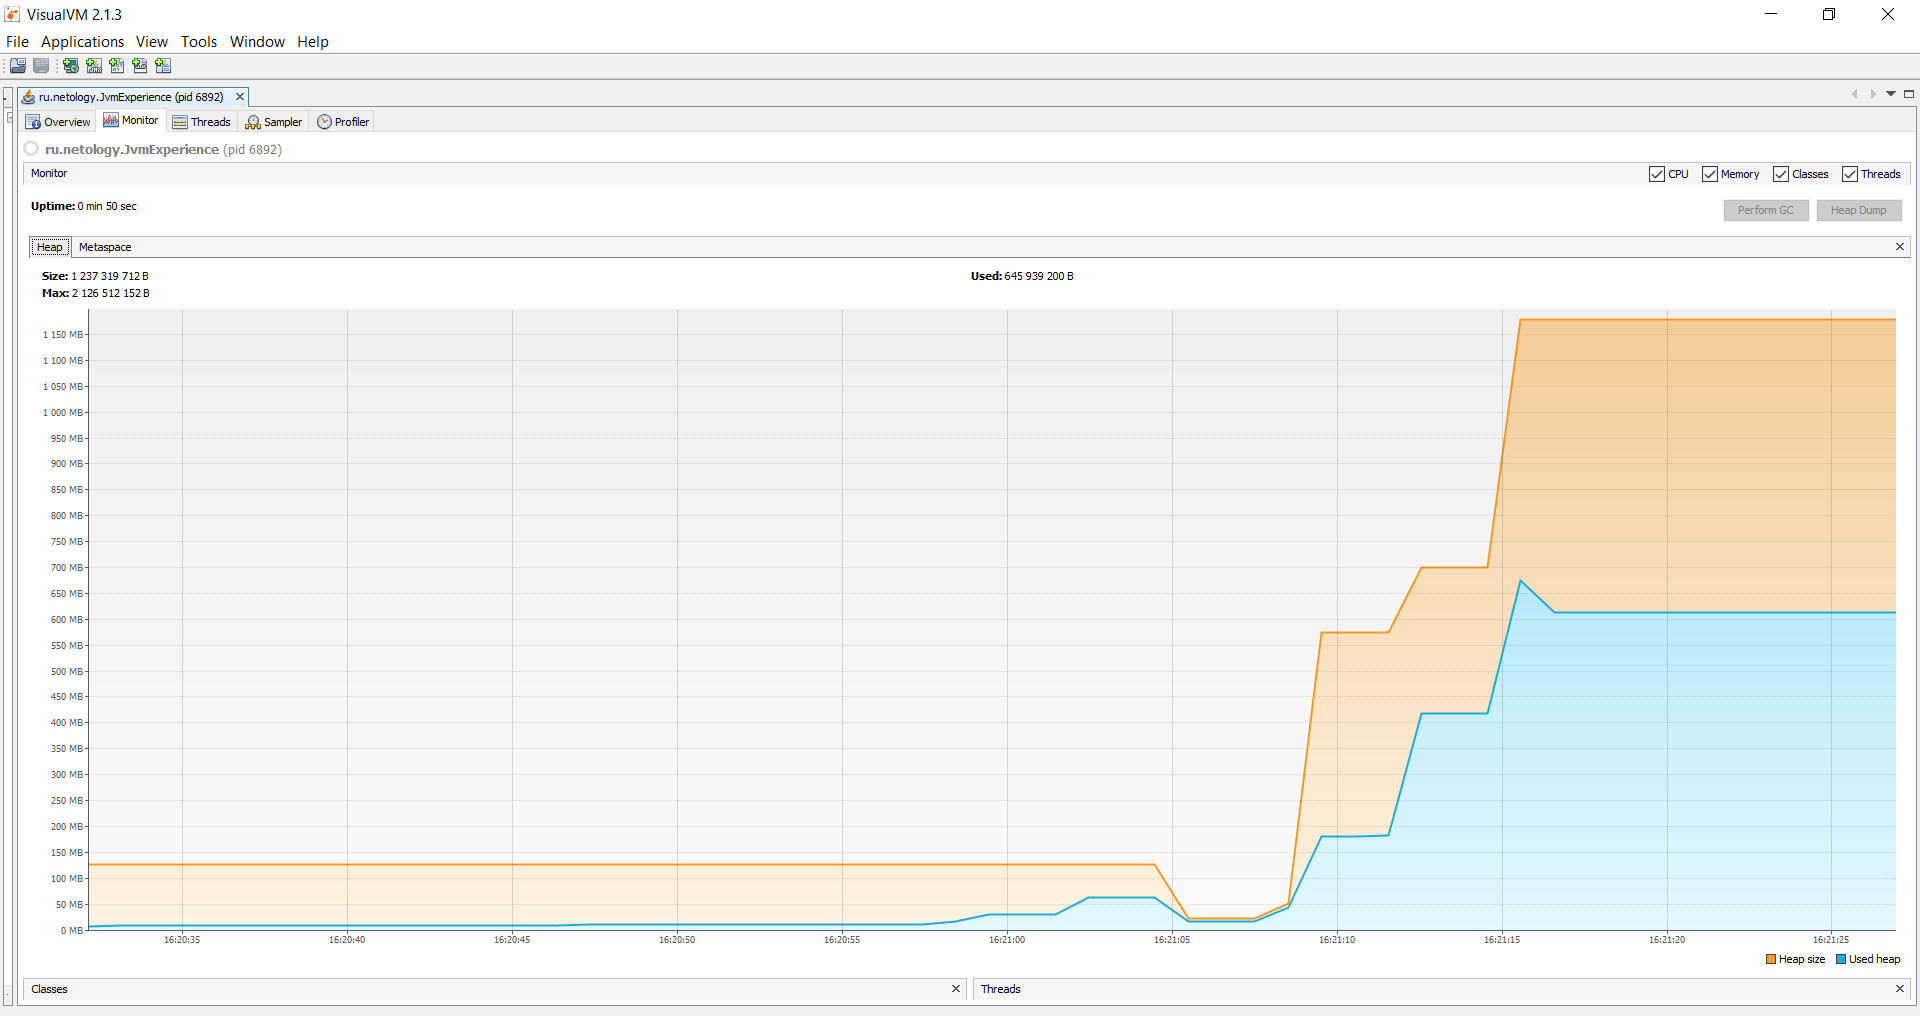 VisualVM 2.1.3
File Applications View Tools Window Help
ru.netology.JvmExperience (pid 6892)
Overview Monitor Threads Sampler Profiler
ru.netology.JvmExperience (pid 6892)
Monitor CPU Memory Classes Threads
Uptime: 0 min 50 sec
Perform GC Heap Dump
Heap Metaspace
Size: 1 237 319 712 B Used: 645 939 200 B
Max: 2 126 512 152 B
1 150 MB
1 100 MB
1 050 MB
1 000 MB
950 MB
900 MB
850 MB
800 MB
750 MB
700 MB
650 MB
600 MB
550 MB
500 MB
450 MB
400 MB
350 MB
300 MB
250 MB
200 MB
150 MB
100 MB
50 MB
0 MB
16:20:35 16:20:40 16:20:45 16:20:50 16:20:55 16:21:00 16:21:05 16:21:10 16:21:15 16:21:20 16:21:25
Heap size Used heap
Classes Threads